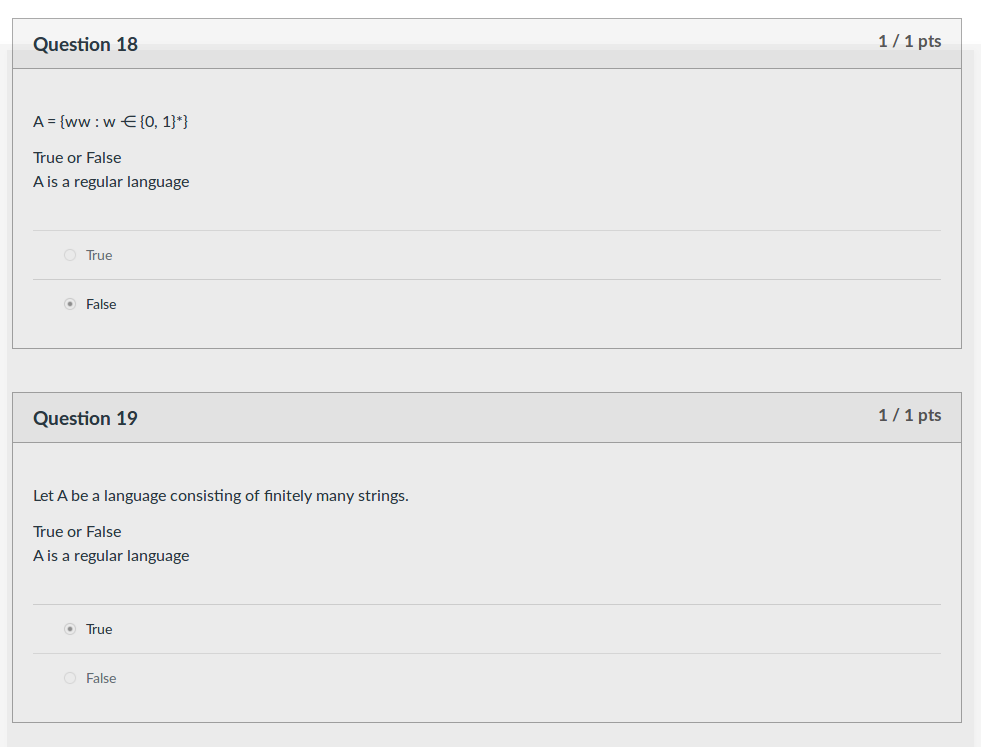 Question 18
1 / 1 pts
A = {ww : w ∈ {0, 1}*}
True or False
A is a regular language
True
False
Question 19
1 / 1 pts
Let A be a language consisting of finitely many strings.
True or False
A is a regular language
True
False